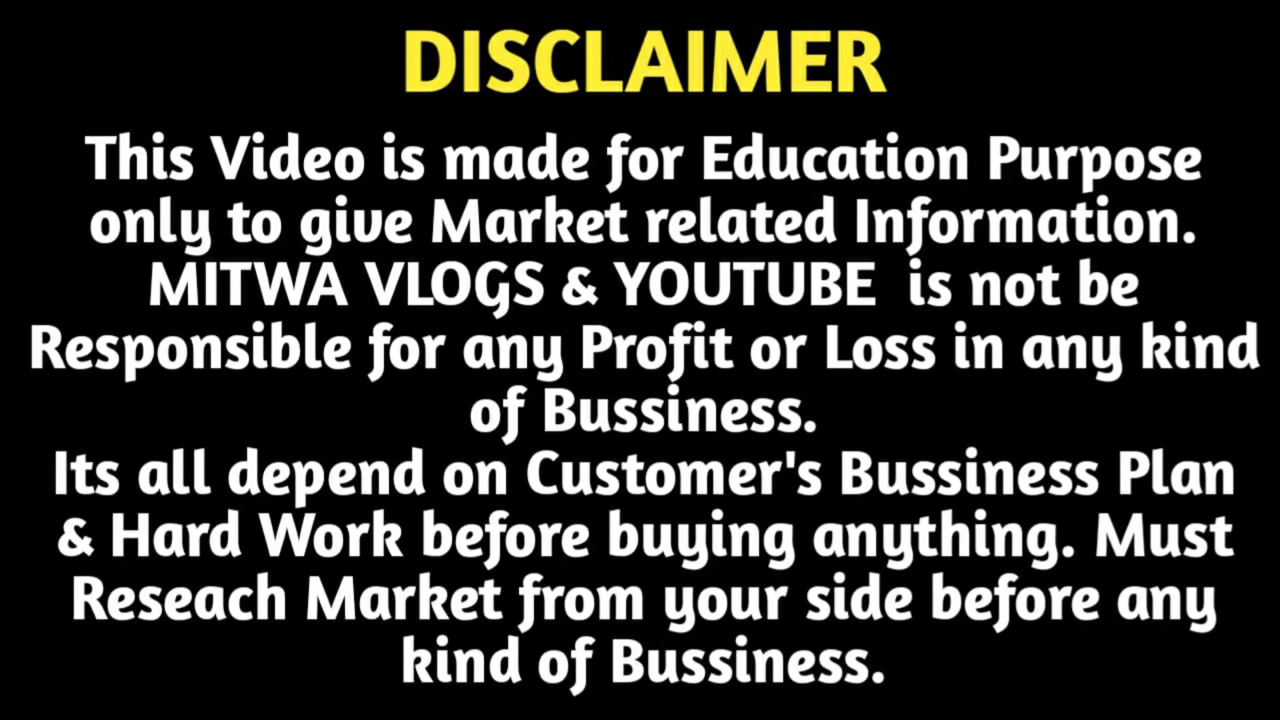 DISCLAIMER
This Video is made for Education Purpose
only to give Market related Information.
MITWA VLOGS & YOUTUBE is not be
Responsible for any Profit or Loss in any kind
of Bussiness.
Its all depend on Customer's Bussiness Plan
& Hard Work before buying anything. Must
Reseach Market from your side before any
kind of Bussiness.